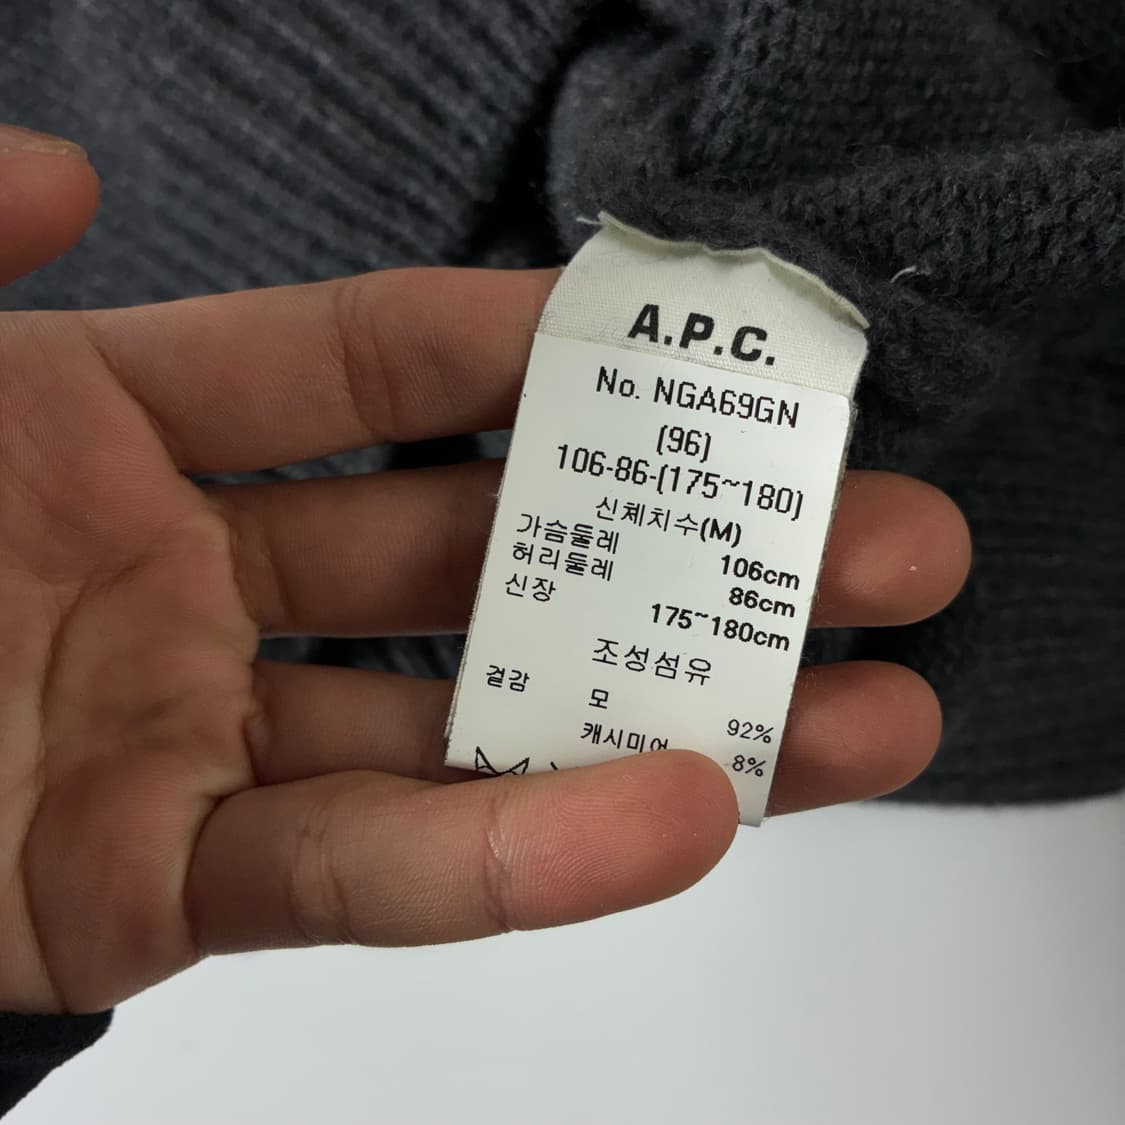 A.P.C.
No. NGA69GN
(96)
106-86-(175~180)
신체치수(M)
가슴둘레 106cm
허리둘레 86cm
신장 175~180cm
조성섬유
겉감 모 92%
캐시미어 8%